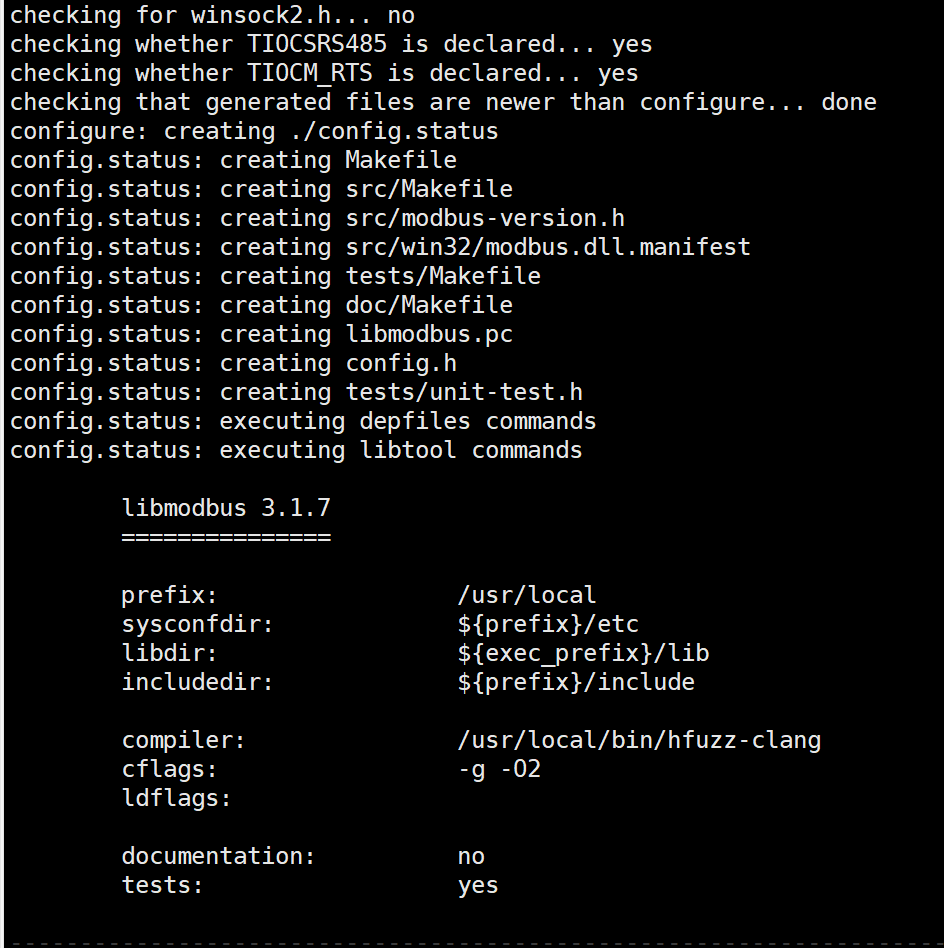 checking for winsock2.h... no
checking whether TIOCSRS485 is declared... yes
checking whether TIOCM_RTS is declared... yes
checking that generated files are newer than configure... done
configure: creating ./config.status
config.status: creating Makefile
config.status: creating src/Makefile
config.status: creating src/modbus-version.h
config.status: creating src/win32/modbus.dll.manifest
config.status: creating tests/Makefile
config.status: creating doc/Makefile
config.status: creating libmodbus.pc
config.status: creating config.h
config.status: creating tests/unit-test.h
config.status: executing depfiles commands
config.status: executing libtool commands
libmodbus 3.1.7
===============
prefix: /usr/local
sysconfdir: ${prefix}/etc
libdir: ${exec_prefix}/lib
includedir: ${prefix}/include
compiler: /usr/local/bin/hfuzz-clang
cflags: -g -O2
ldflags:
documentation: no
tests: yes